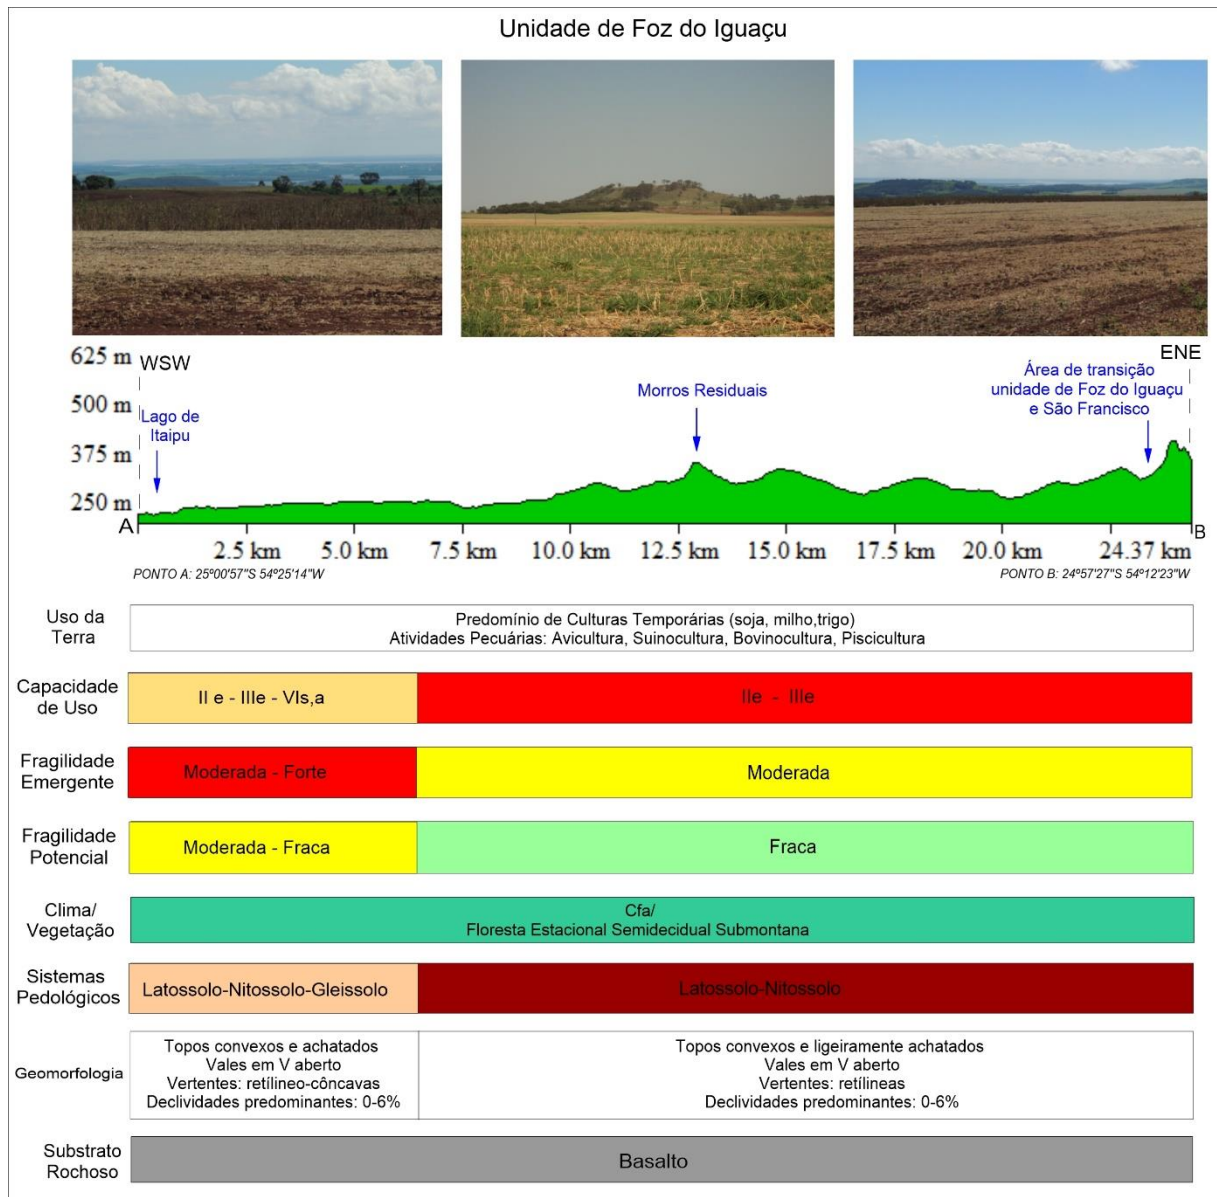 Unidade de Foz do Iguaçu
625 m
WSW
ENE
500 m
375 m
250 m
Lago de
Itaipu
Morros Residuais
Área de transição
unidade de Foz do Iguaçu
e São Francisco
A
B
2.5 km
5.0 km
7.5 km
10.0 km
12.5 km
15.0 km
17.5 km
20.0 km
24.37 km
PONTO A: 25º00'57"S 54º25'14"W
PONTO B: 24º57'27"S 54º12'23"W
Uso da
Terra
Predomínio de Culturas Temporárias (soja, milho,trigo)
Atividades Pecuárias: Avicultura, Suinocultura, Bovinocultura, Piscicultura
Capacidade
de Uso
II e - IIIe - VIs,a
IIe - IIIe
Fragilidade
Emergente
Moderada - Forte
Moderada
Fragilidade
Potencial
Moderada - Fraca
Fraca
Clima/
Vegetação
Cfa/
Floresta Estacional Semidecidual Submontana
Sistemas
Pedológicos
Latossolo-Nitossolo-Gleissolo
Latossolo-Nitossolo
Geomorfologia
Topos convexos e achatados
Vales em V aberto
Vertentes: retilíneo-côncavas
Declividades predominantes: 0-6%
Topos convexos e ligeiramente achatados
Vales em V aberto
Vertentes: retilíneas
Declividades predominantes: 0-6%
Substrato
Rochoso
Basalto